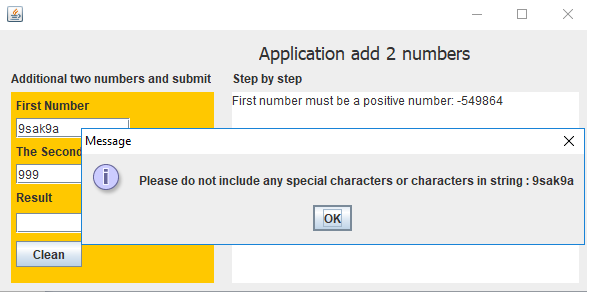 Application add 2 numbers
Additional two numbers and submit
Step by step
First Number
First number must be a positive number: -549864
9sak9a
Message
The Second
Please do not include any special characters or characters in string : 9sak9a
999
Result
OK
Clean